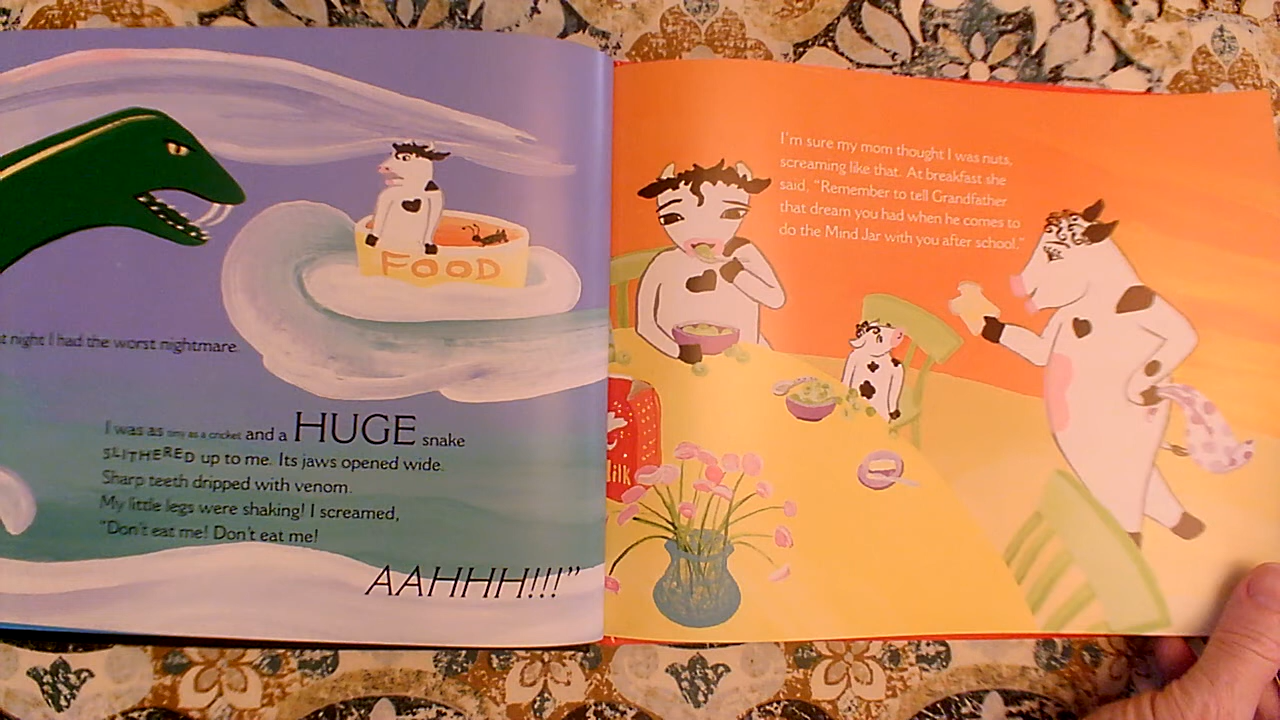 FOOD
t night I had the worst nightmare.
I was as tiny as a cricket and a HUGE snake
SLITHERED up to me. Its jaws opened wide.
Sharp teeth dripped with venom.
My little legs were shaking! I screamed,
"Don't eat me! Don't eat me!
AAHHH!!!"
I'm sure my mom thought I was nuts,
screaming like that. At breakfast she
said, "Remember to tell Grandfather
that dream you had when he comes to
do the Mind Jar with you after school."
ilk